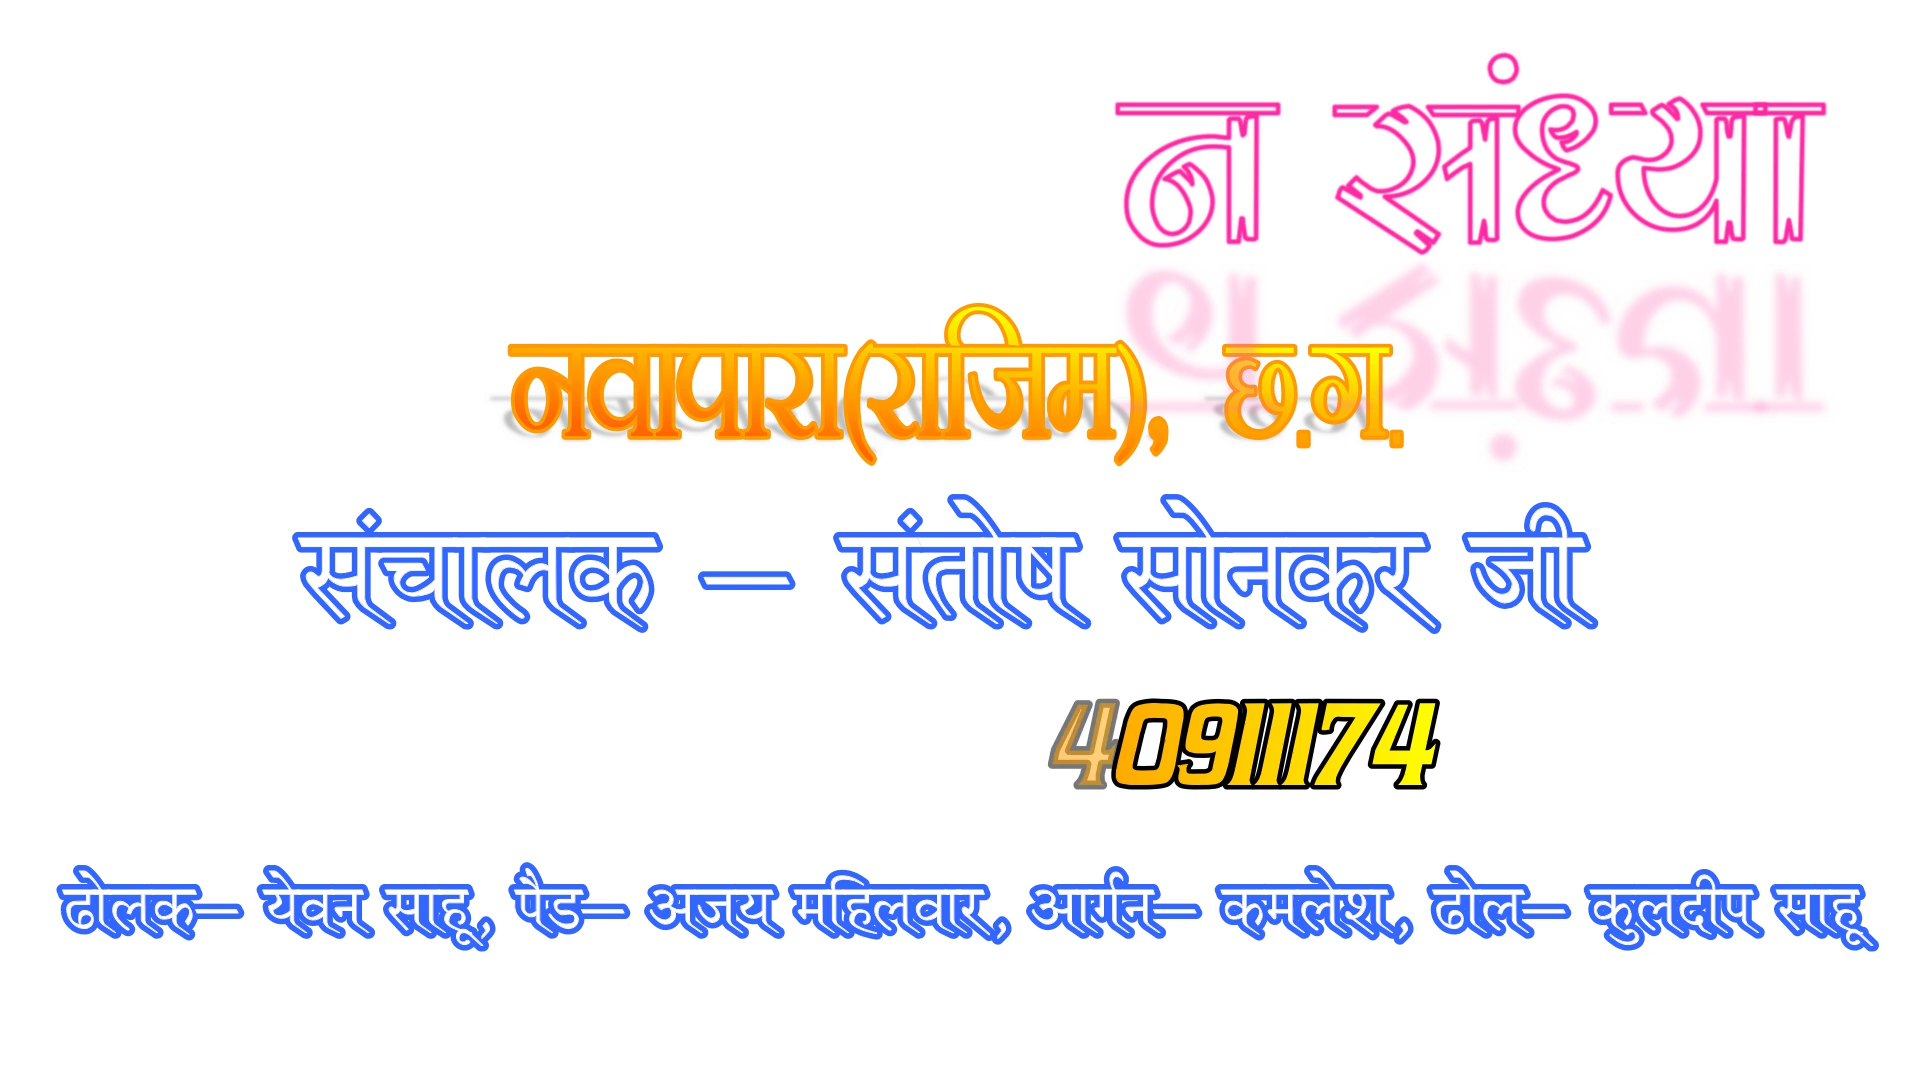 न संध्या
नवापारा(राजिम), छ.ग.
संचालक – संतोष सोनकर जी
40911174
ढोलक– येवन साहू, पैड– अजय महिलवार, आर्गन– कमलेश, ढोल– कुलदीप साहू